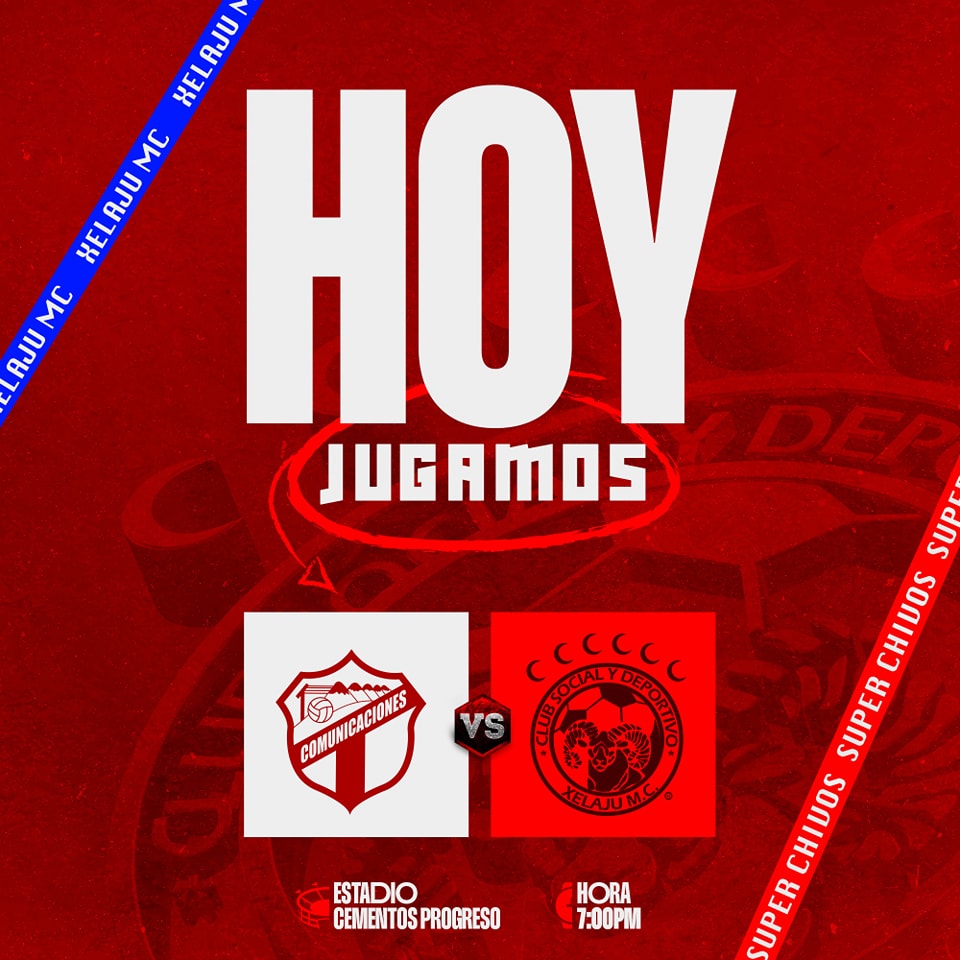 XELAJU MC XELAJU MC XELAJU MC
HOY
JUGAMOS
COMUNICACIONES
VS
CLUB SOCIAL Y DEPORTIVO
XELAJU M.C.
SUPER CHIVOS SUPER CHIVOS SUPER
ESTADIO
CEMENTOS PROGRESO
HORA
7:00PM